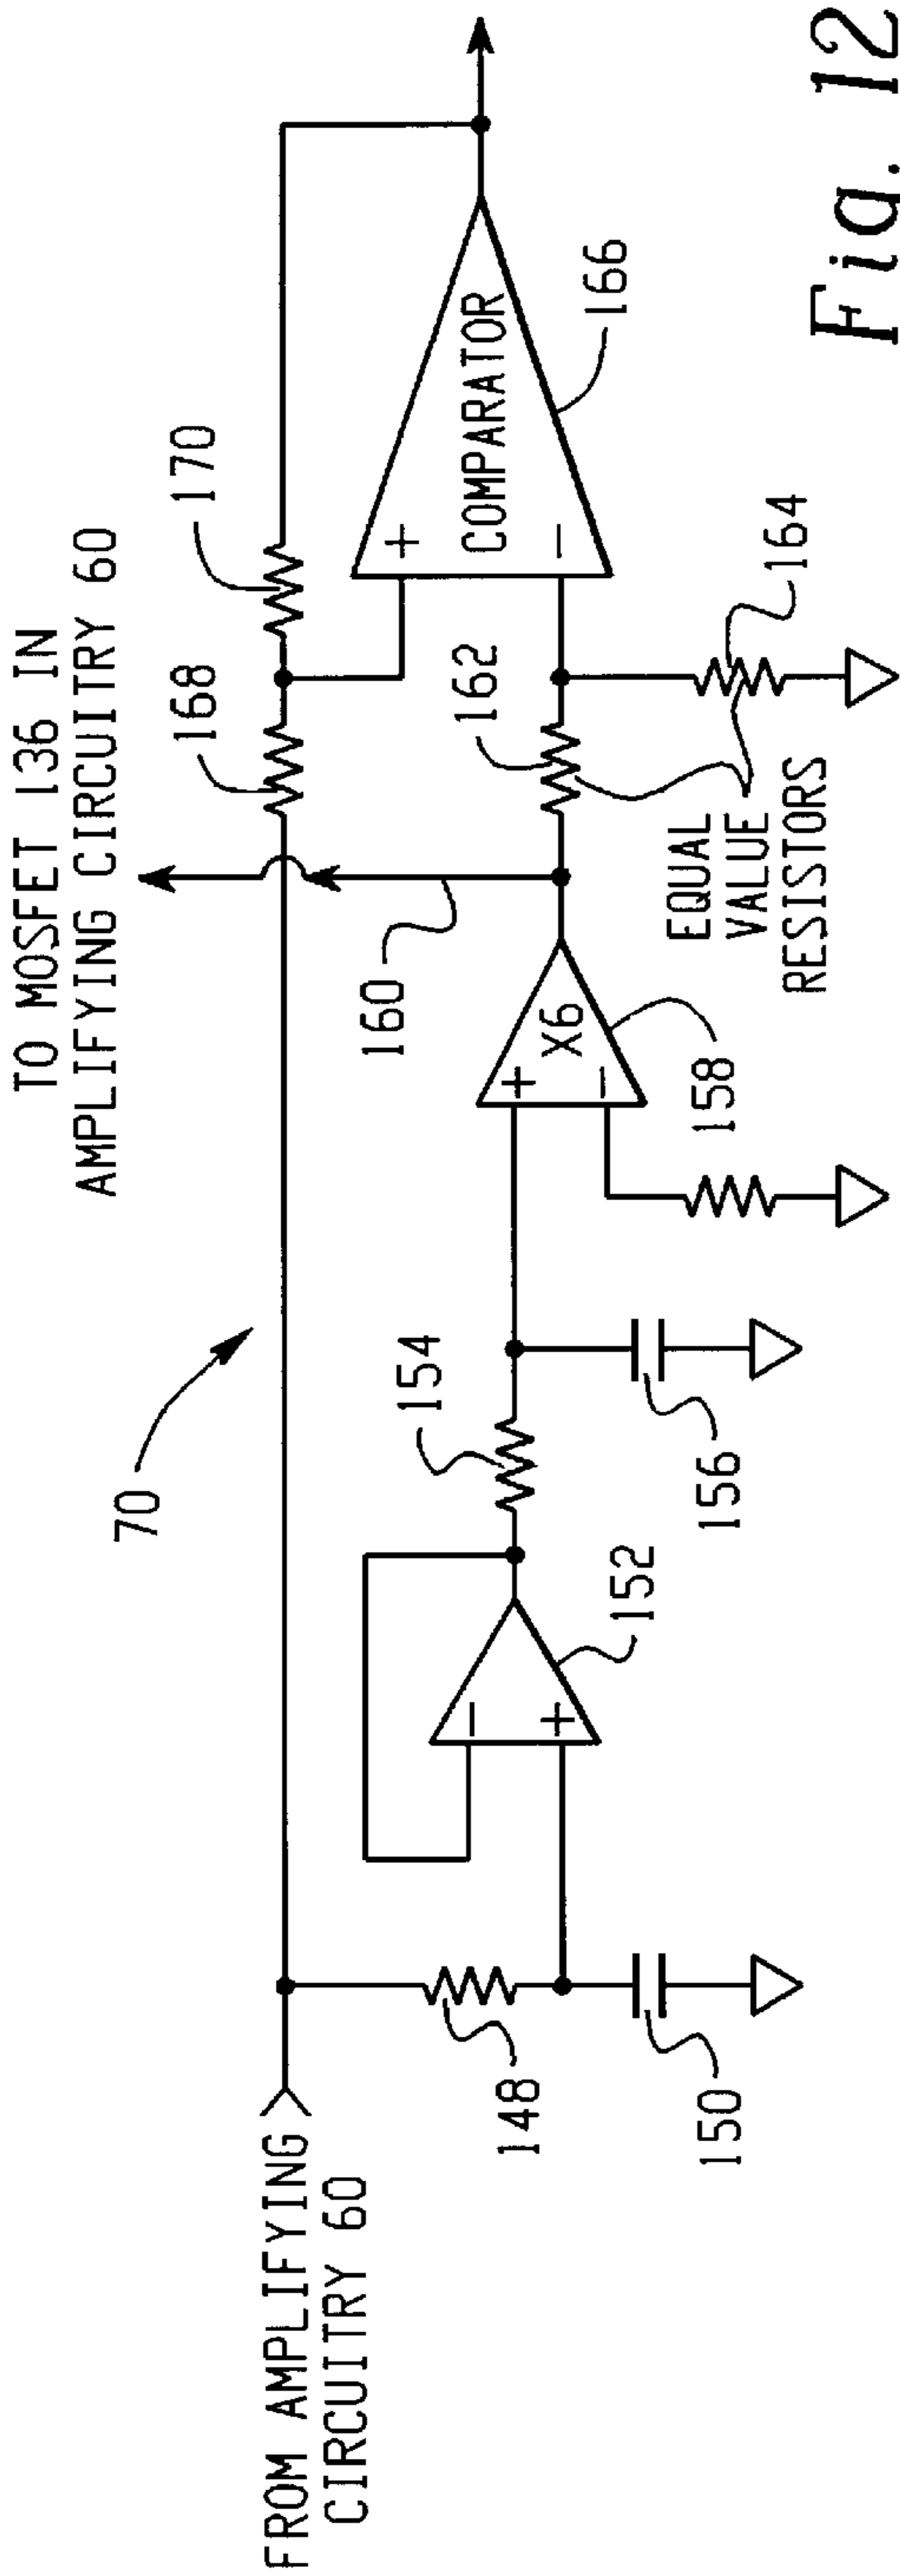 TO MOSFET 136 IN
AMPLIFYING CIRCUITRY 60
70
168
170
160
FROM AMPLIFYING
CIRCUITRY 60
148
150
-
+
152
154
156
+
-
X6
158
162
EQUAL
VALUE
RESISTORS
164
+
-
COMPARATOR
166
Fig. 12